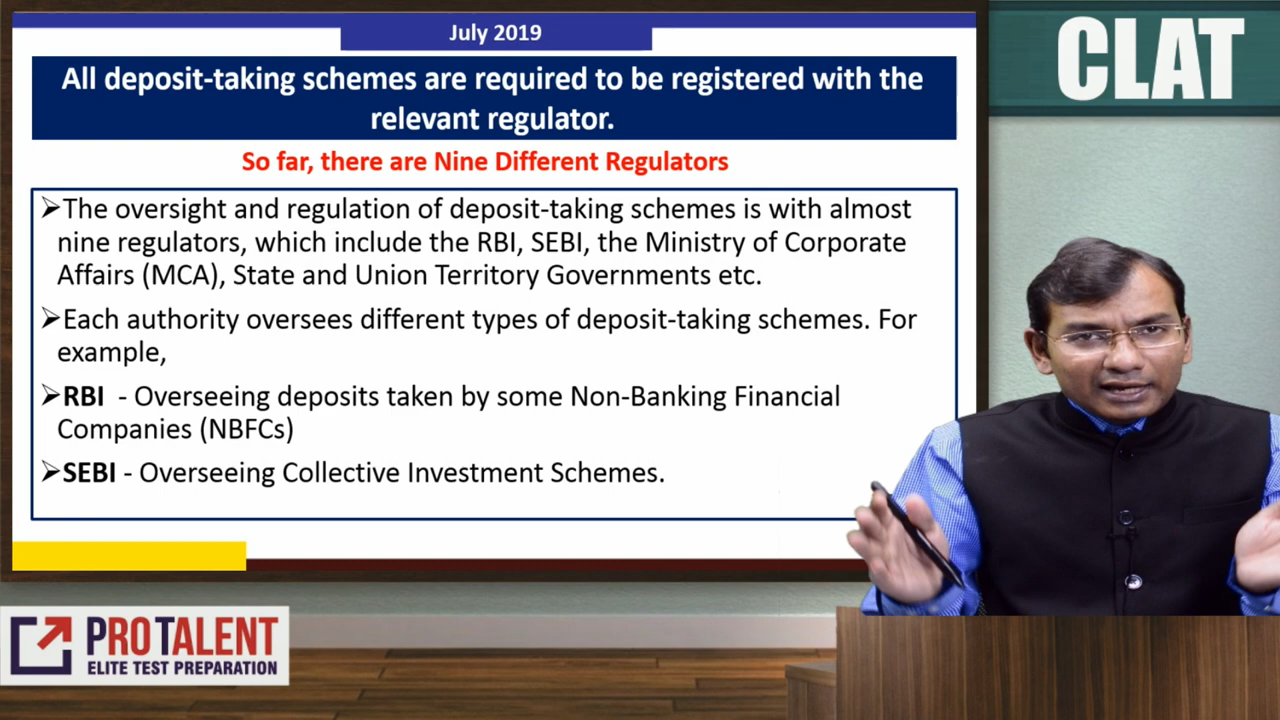 July 2019
CLAT
All deposit-taking schemes are required to be registered with the
relevant regulator.
So far, there are Nine Different Regulators
➢The oversight and regulation of deposit-taking schemes is with almost
nine regulators, which include the RBI, SEBI, the Ministry of Corporate
Affairs (MCA), State and Union Territory Governments etc.
➢Each authority oversees different types of deposit-taking schemes. For
example,
➢RBI - Overseeing deposits taken by some Non-Banking Financial
Companies (NBFCs)
➢SEBI - Overseeing Collective Investment Schemes.
PROTALENT
ELITE TEST PREPARATION